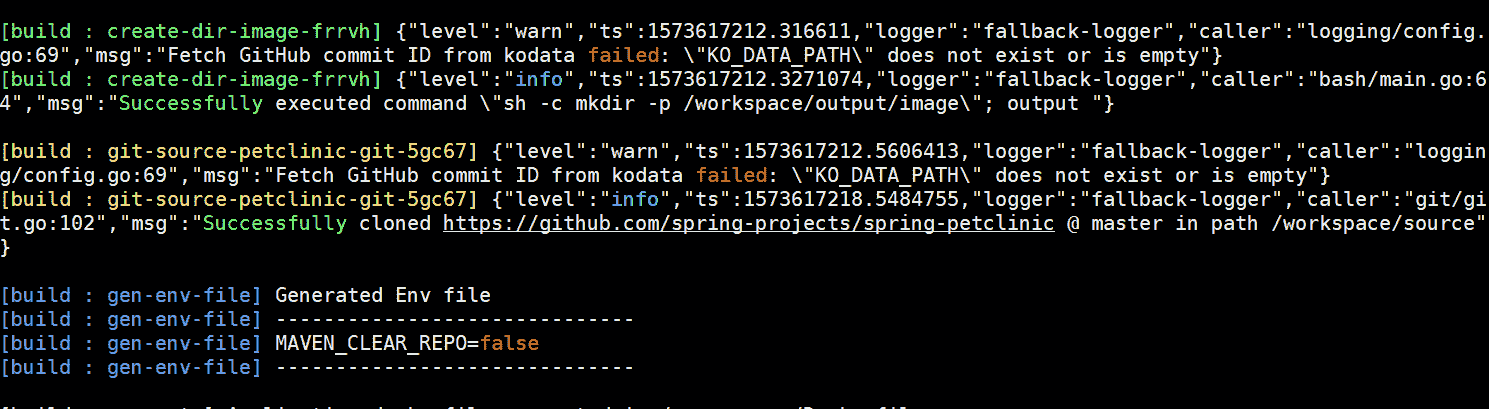 [build : create-dir-image-frrvh] {"level":"warn","ts":1573617212.316611,"logger":"fallback-logger","caller":"logging/config.
go:69","msg":"Fetch GitHub commit ID from kodata failed: \"KO_DATA_PATH\" does not exist or is empty"}
[build : create-dir-image-frrvh] {"level":"info","ts":1573617212.3271074,"logger":"fallback-logger","caller":"bash/main.go:6
4","msg":"Successfully executed command \"sh -c mkdir -p /workspace/output/image\"; output "}
[build : git-source-petclinic-git-5gc67] {"level":"warn","ts":1573617212.5606413,"logger":"fallback-logger","caller":"loggin
g/config.go:69","msg":"Fetch GitHub commit ID from kodata failed: \"KO_DATA_PATH\" does not exist or is empty"}
[build : git-source-petclinic-git-5gc67] {"level":"info","ts":1573617218.5484755,"logger":"fallback-logger","caller":"git/gi
t.go:102","msg":"Successfully cloned https://github.com/spring-projects/spring-petclinic @ master in path /workspace/source"
}
[build : gen-env-file] Generated Env file
[build : gen-env-file] ------------------------------
[build : gen-env-file] MAVEN_CLEAR_REPO=false
[build : gen-env-file] ------------------------------